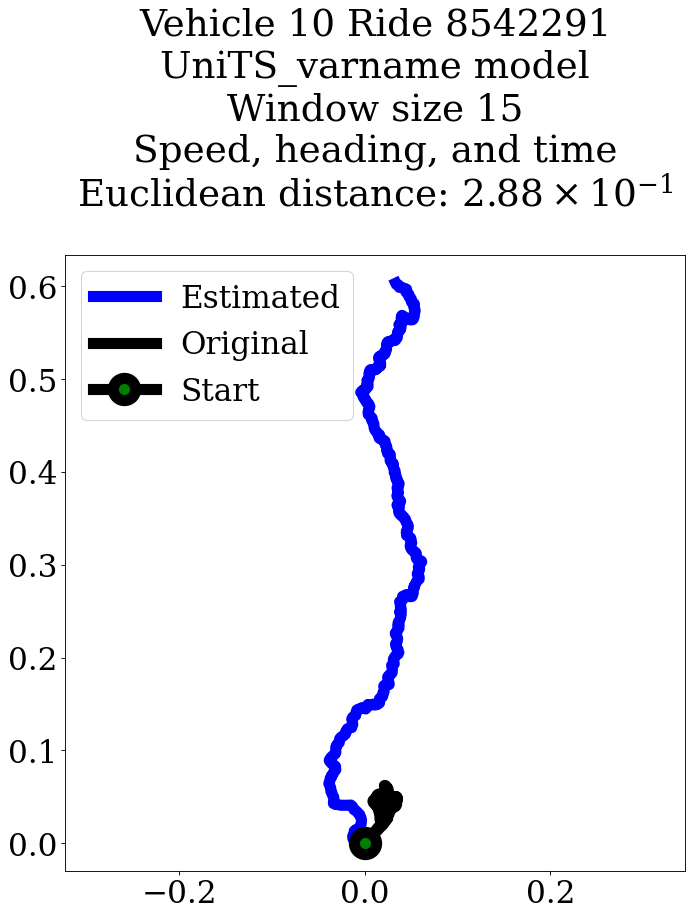 Vehicle 10 Ride 8542291
UniTS_varname model
Window size 15
Speed, heading, and time
Euclidean distance: 2.88 × 10⁻¹
Estimated
Original
Start
0.6
0.5
0.4
0.3
0.2
0.1
0.0
−0.2 0.0 0.2